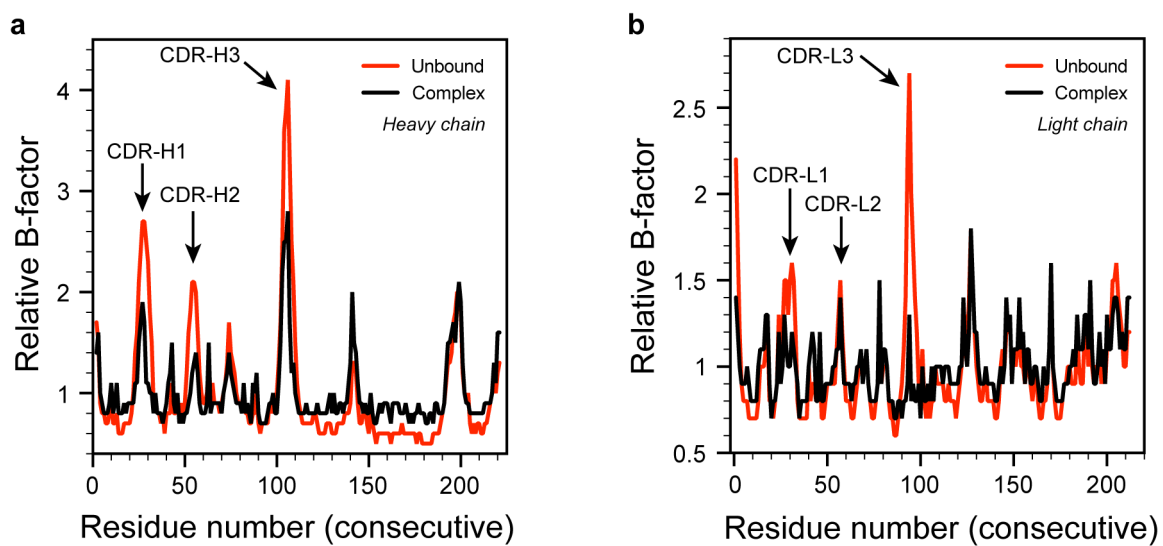 a
Relative B-factor
4
3
2
1
CDR-H3
CDR-H1
CDR-H2
Unbound
Complex
Heavy chain
0
50
100
150
200
Residue number (consecutive)
b
Relative B-factor
2.5
2.0
1.5
1.0
0.5
CDR-L3
CDR-L1
CDR-L2
Unbound
Complex
Light chain
0
50
100
150
200
Residue number (consecutive)